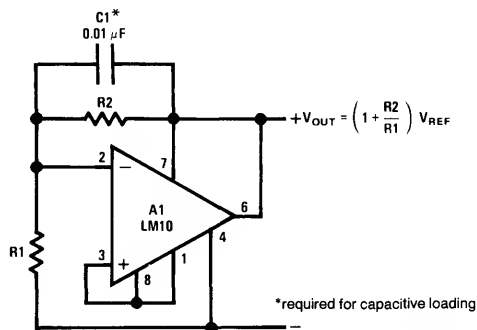 C1*
0.01 μF
R2
+VOUT = (1 + R2/R1) VREF
2
−
7
A1
LM10
6
R1
3
+
8
1
4
*required for capacitive loading
−